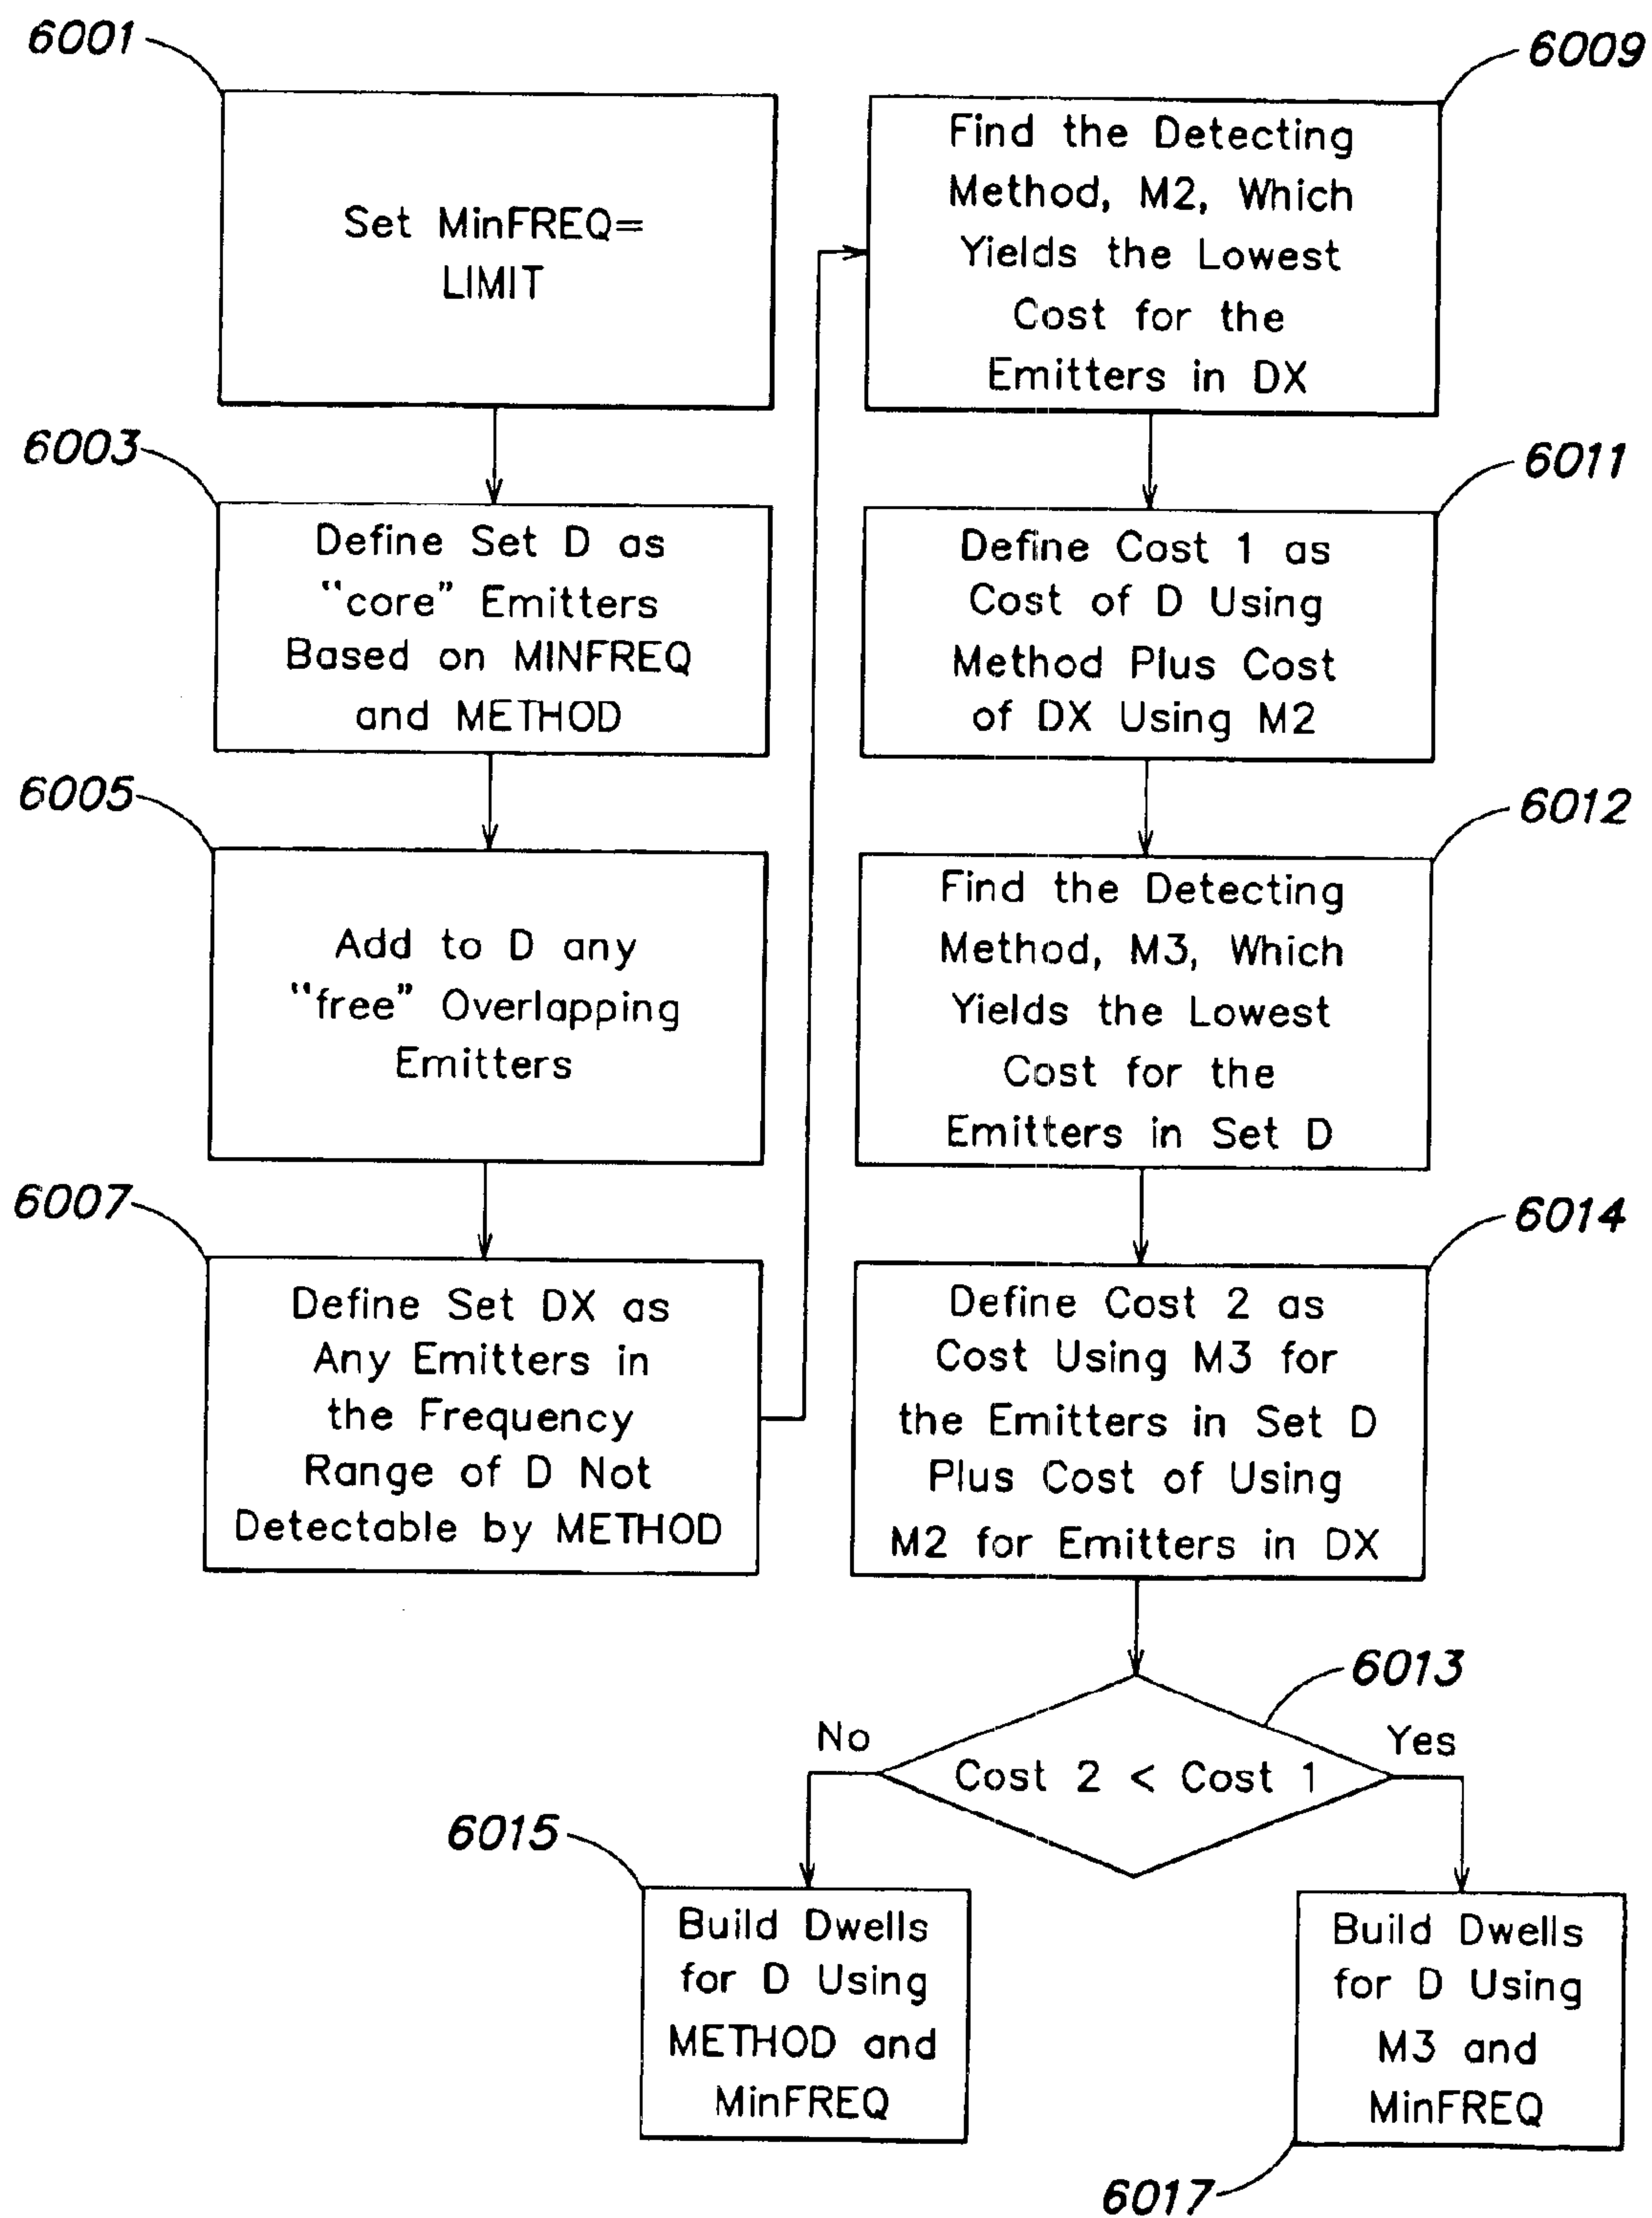 6001
Set MinFREQ=
LIMIT
6003
Define Set D as
“core” Emitters
Based on MINFREQ
and METHOD
6005
Add to D any
“free” Overlapping
Emitters
6007
Define Set DX as
Any Emitters in
the Frequency
Range of D Not
Detectable by METHOD
6009
Find the Detecting
Method, M2, Which
Yields the Lowest
Cost for the
Emitters in DX
6011
Define Cost 1 as
Cost of D Using
Method Plus Cost
of DX Using M2
6012
Find the Detecting
Method, M3, Which
Yields the Lowest
Cost for the
Emitters in Set D
6014
Define Cost 2 as
Cost Using M3 for
the Emitters in Set D
Plus Cost of Using
M2 for Emitters in DX
6013
No
Yes
Cost 2 < Cost 1
6015
Build Dwells
for D Using
METHOD and
MinFREQ
Build Dwells
for D Using
M3 and
MinFREQ
6017